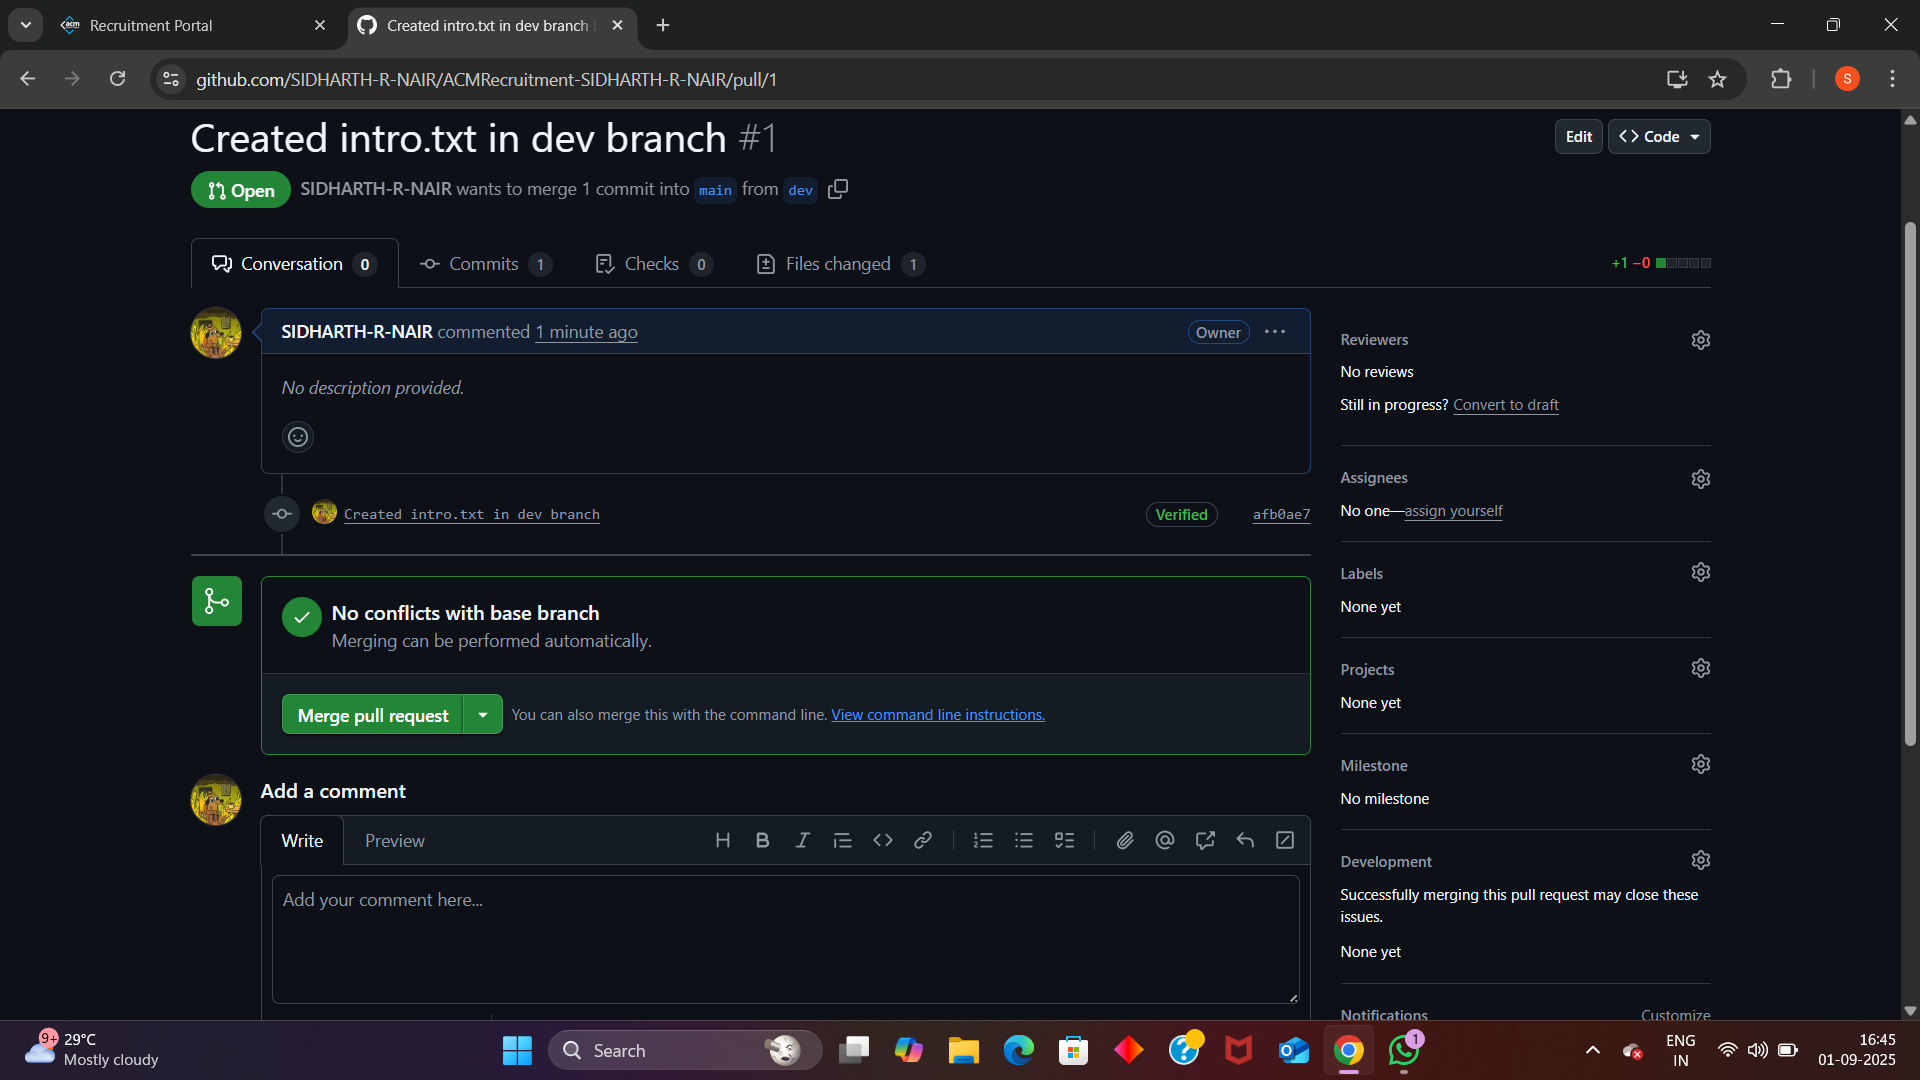 Recruitment Portal
Created intro.txt in dev branch
github.com/SIDHARTH-R-NAIR/ACMRecruitment-SIDHARTH-R-NAIR/pull/1
S
Created intro.txt in dev branch #1
Edit
Code
Open
SIDHARTH-R-NAIR wants to merge 1 commit into main from dev
Conversation 0
Commits 1
Checks 0
Files changed 1
+1 −0
SIDHARTH-R-NAIR commented 1 minute ago
Owner
No description provided.
Created intro.txt in dev branch
Verified
afb0ae7
No conflicts with base branch
Merging can be performed automatically.
Merge pull request
You can also merge this with the command line. View command line instructions.
Add a comment
Write
Preview
Add your comment here...
Reviewers
No reviews
Still in progress? Convert to draft
Assignees
No one—assign yourself
Labels
None yet
Projects
None yet
Milestone
No milestone
Development
Successfully merging this pull request may close these
issues.
None yet
Notifications
Customize
9+
29°C
Mostly cloudy
Search
1
ENG
IN
16:45
01-09-2025